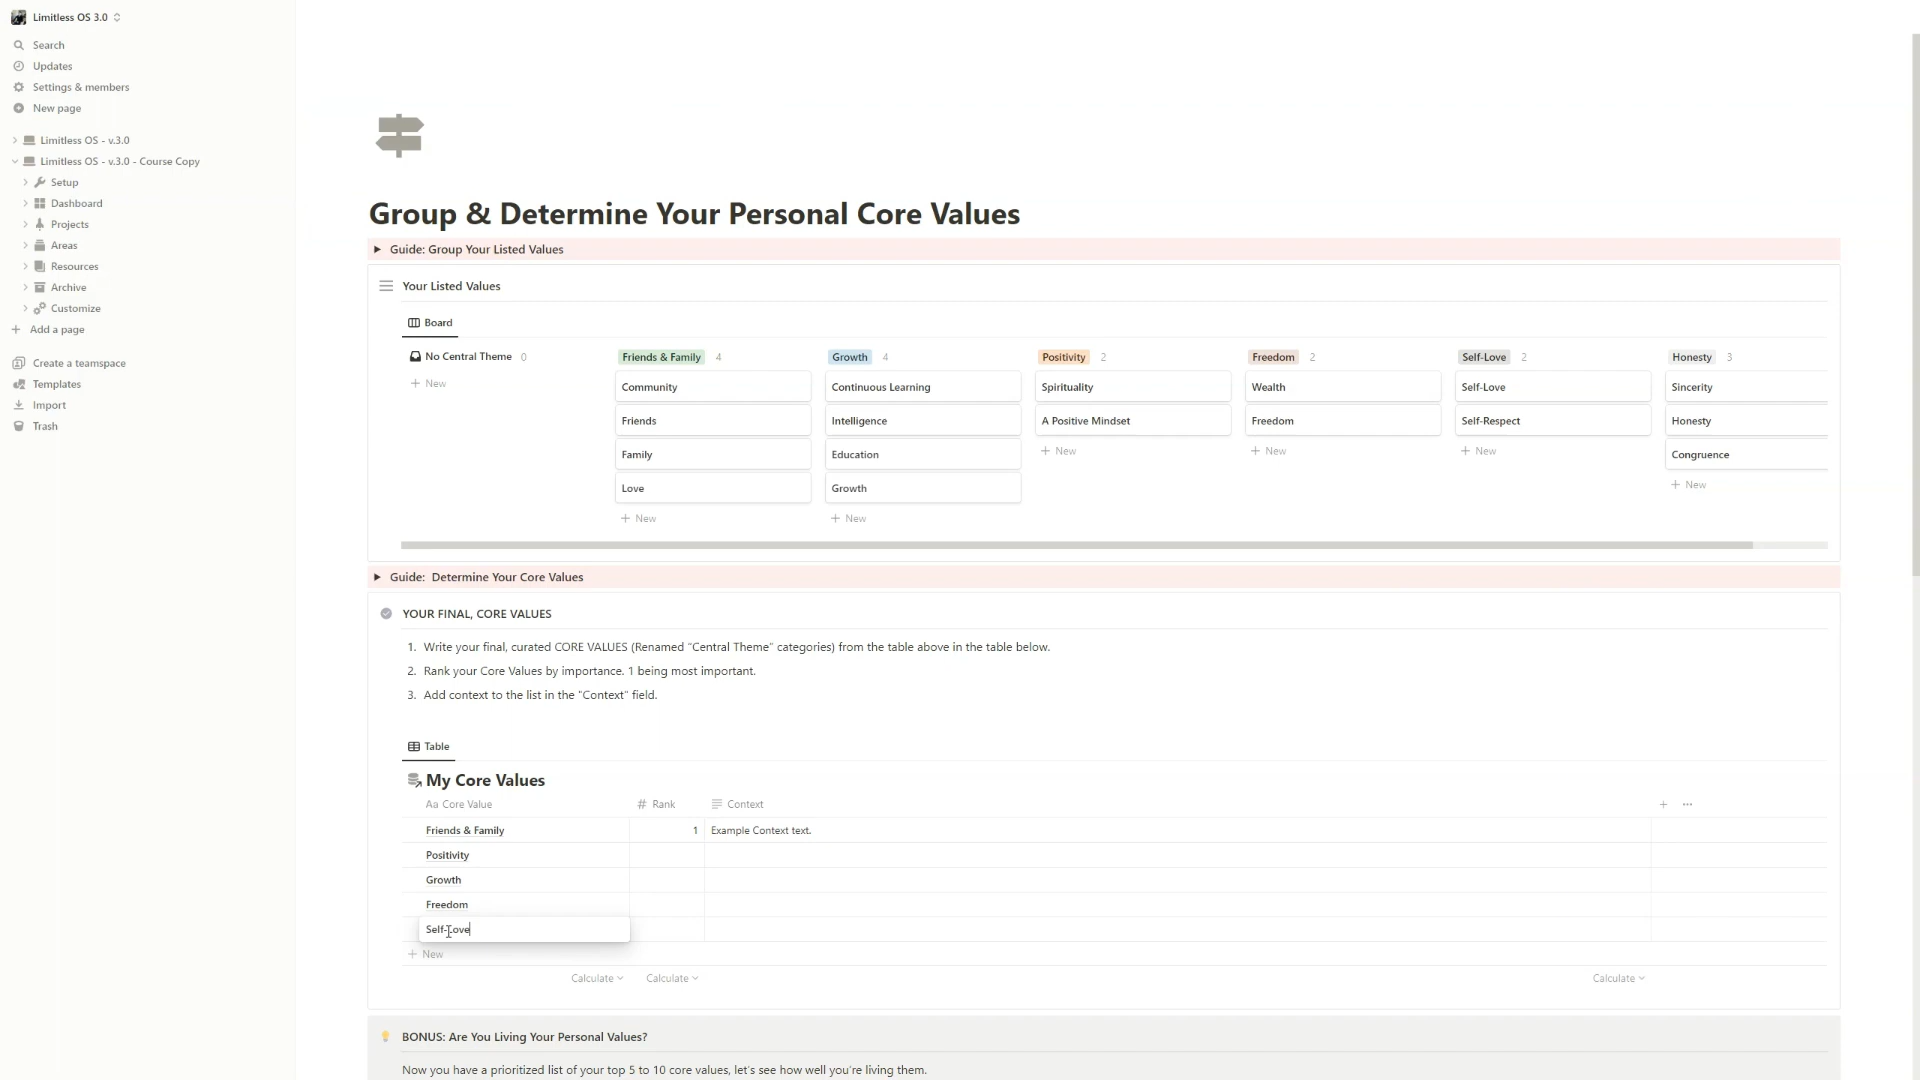 Limitless OS 3.0
Search
Updates
Settings & members
New page
Limitless OS - v.3.0
Limitless OS - v.3.0 - Course Copy
Setup
Dashboard
Projects
Areas
Resources
Archive
Customize
Add a page
Create a teamspace
Templates
Import
Trash
Group & Determine Your Personal Core Values
Guide: Group Your Listed Values
Your Listed Values
Board
No Central Theme 0
+ New
Friends & Family 4
Community
Friends
Family
Love
+ New
Growth 4
Continuous Learning
Intelligence
Education
Growth
+ New
Positivity 2
Spirituality
A Positive Mindset
+ New
Freedom 2
Wealth
Freedom
+ New
Self-Love 2
Self-Love
Self-Respect
+ New
Honesty 3
Sincerity
Honesty
Congruence
+ New
Guide: Determine Your Core Values
YOUR FINAL, CORE VALUES
1. Write your final, curated CORE VALUES (Renamed "Central Theme" categories) from the table above in the table below.
2. Rank your Core Values by importance. 1 being most important.
3. Add context to the list in the "Context" field.
Table
My Core Values
Aa Core Value # Rank Context + ···
Friends & Family 1 Example Context text.
Positivity
Growth
Freedom
Self-Love
+ New
Calculate Calculate Calculate
BONUS: Are You Living Your Personal Values?
Now you have a prioritized list of your top 5 to 10 core values, let's see how well you're living them.